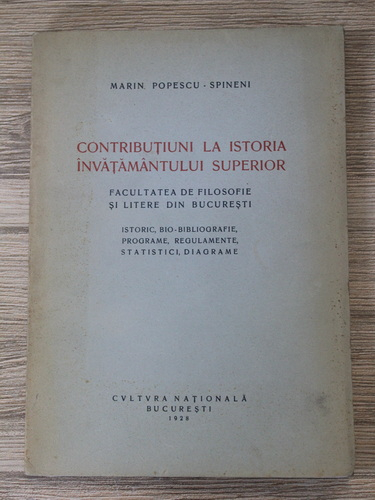 MARIN POPESCU - SPINENI
CONTRIBUȚIUNI LA ISTORIA
ÎNVĂȚĂMÂNTULUI SUPERIOR
FACULTATEA DE FILOSOFIE
ȘI LITERE DIN BUCUREȘTI
ISTORIC, BIO-BIBLIOGRAFIE,
PROGRAME, REGULAMENTE,
STATISTICI, DIAGRAME
CVLTVRA NAȚIONALĂ
BUCUREȘTI
1928